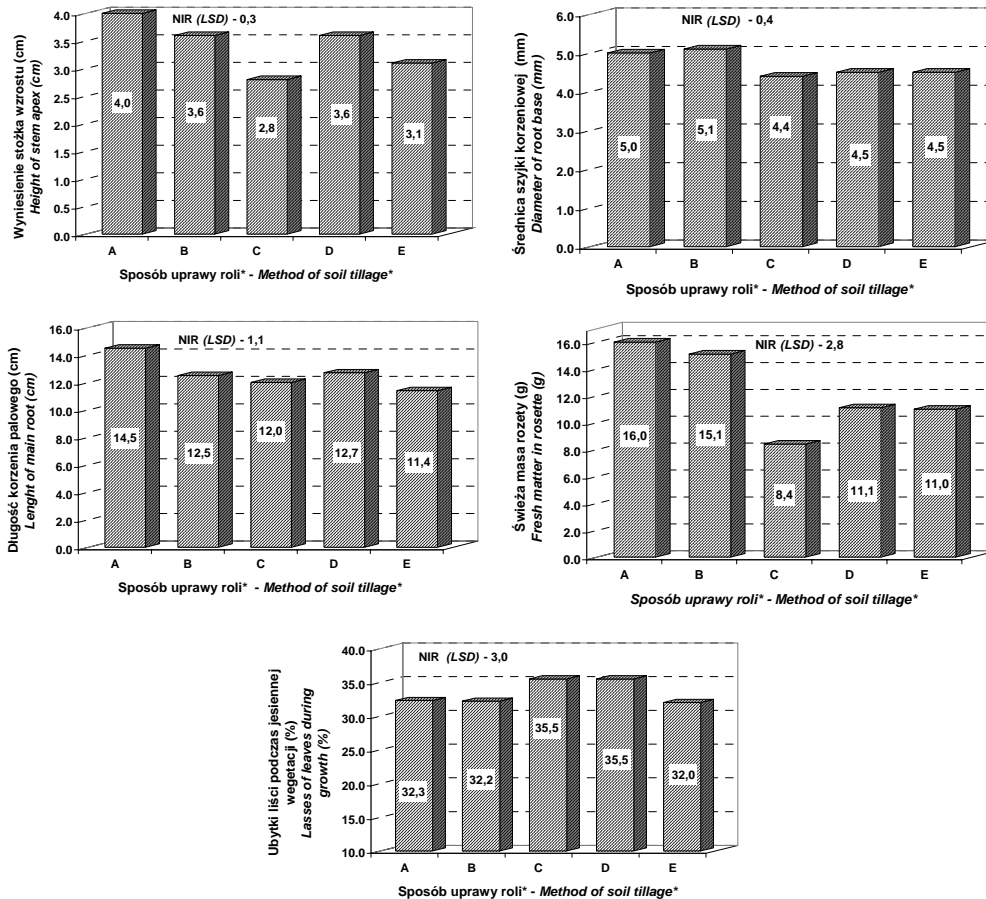 NIR (LSD) - 0,3
Wyniesienie stożka wzrostu (cm)
Height of stem apex (cm)
4.0
3.5
3.0
2.5
2.0
1.5
1.0
0.5
0.0
4,0
3,6
2,8
3,6
3,1
A B C D E
Sposób uprawy roli* - Method of soil tillage*
NIR (LSD) - 0,4
Średnica szyjki korzeniowej (mm)
Diameter of root base (mm)
6.0
5.0
4.0
3.0
2.0
1.0
0.0
5,0
5,1
4,4
4,5
4,5
A B C D E
Sposób uprawy roli* - Method of soil tillage*
NIR (LSD) - 1,1
Długość korzenia palowego (cm)
Lenght of main root (cm)
16.0
14.0
12.0
10.0
8.0
6.0
4.0
2.0
0.0
14,5
12,5
12,0
12,7
11,4
A B C D E
Sposób uprawy roli* - Method of soil tillage*
NIR (LSD) - 2,8
Świeża masa rozety (g)
Fresh matter in rosette (g)
16.0
14.0
12.0
10.0
8.0
6.0
4.0
2.0
0.0
16,0
15,1
8,4
11,1
11,0
A B C D E
Sposób uprawy roli* - Method of soil tillage*
NIR (LSD) - 3,0
Ubytki liści podczas jesiennej
wegetacji (%)
Lasses of leaves during
growth (%)
40.0
35.0
30.0
25.0
20.0
15.0
10.0
32,3
32,2
35,5
35,5
32,0
A B C D E
Sposób uprawy roli* - Method of soil tillage*